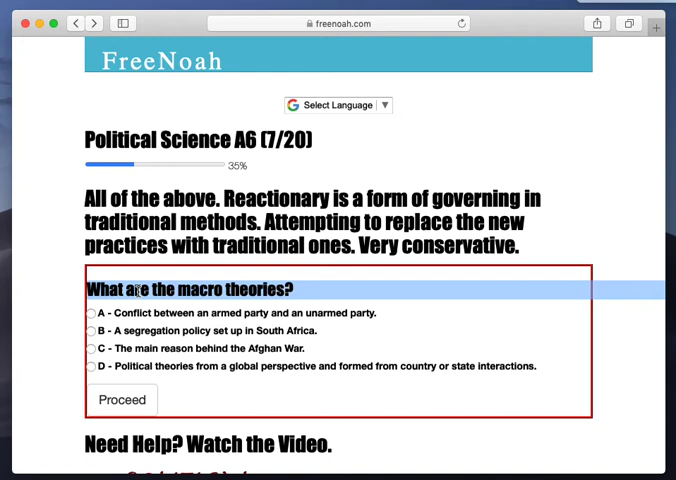 freenoah.com
FreeNoah
Select Language ▼
Political Science A6 (7/20)
35%
All of the above. Reactionary is a form of governing in
traditional methods. Attempting to replace the new
practices with traditional ones. Very conservative.
What are the macro theories?
A - Conflict between an armed party and an unarmed party.
B - A segregation policy set up in South Africa.
C - The main reason behind the Afghan War.
D - Political theories from a global perspective and formed from country or state interactions.
Proceed
Need Help? Watch the Video.